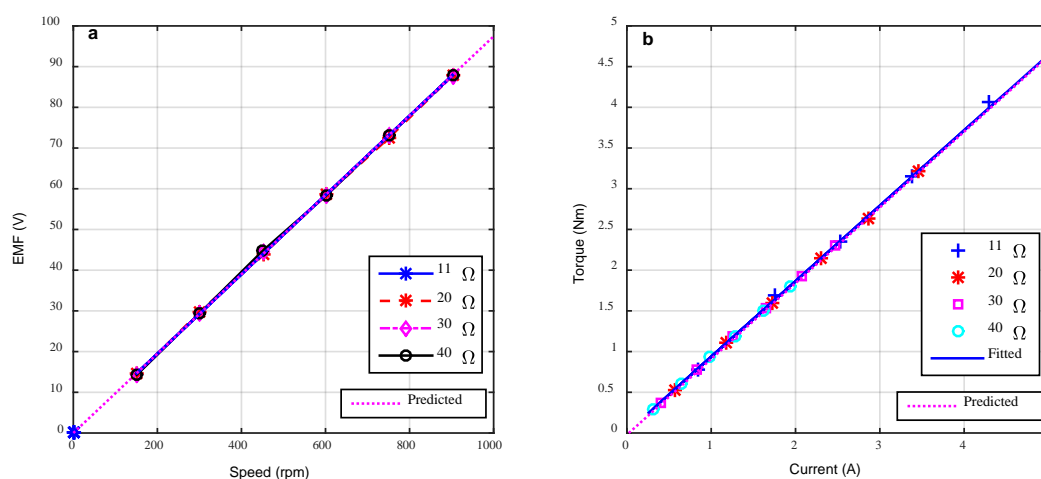 a
100
90
80
70
60
50
40
30
20
10
0
0 200 400 600 800 1000
EMF (V)
Speed (rpm)
11 Ω
20 Ω
30 Ω
40 Ω
Predicted
b
5
4.5
4
3.5
3
2.5
2
1.5
1
0.5
0
0 1 2 3 4
Torque (Nm)
Current (A)
11 Ω
20 Ω
30 Ω
40 Ω
Fitted
Predicted